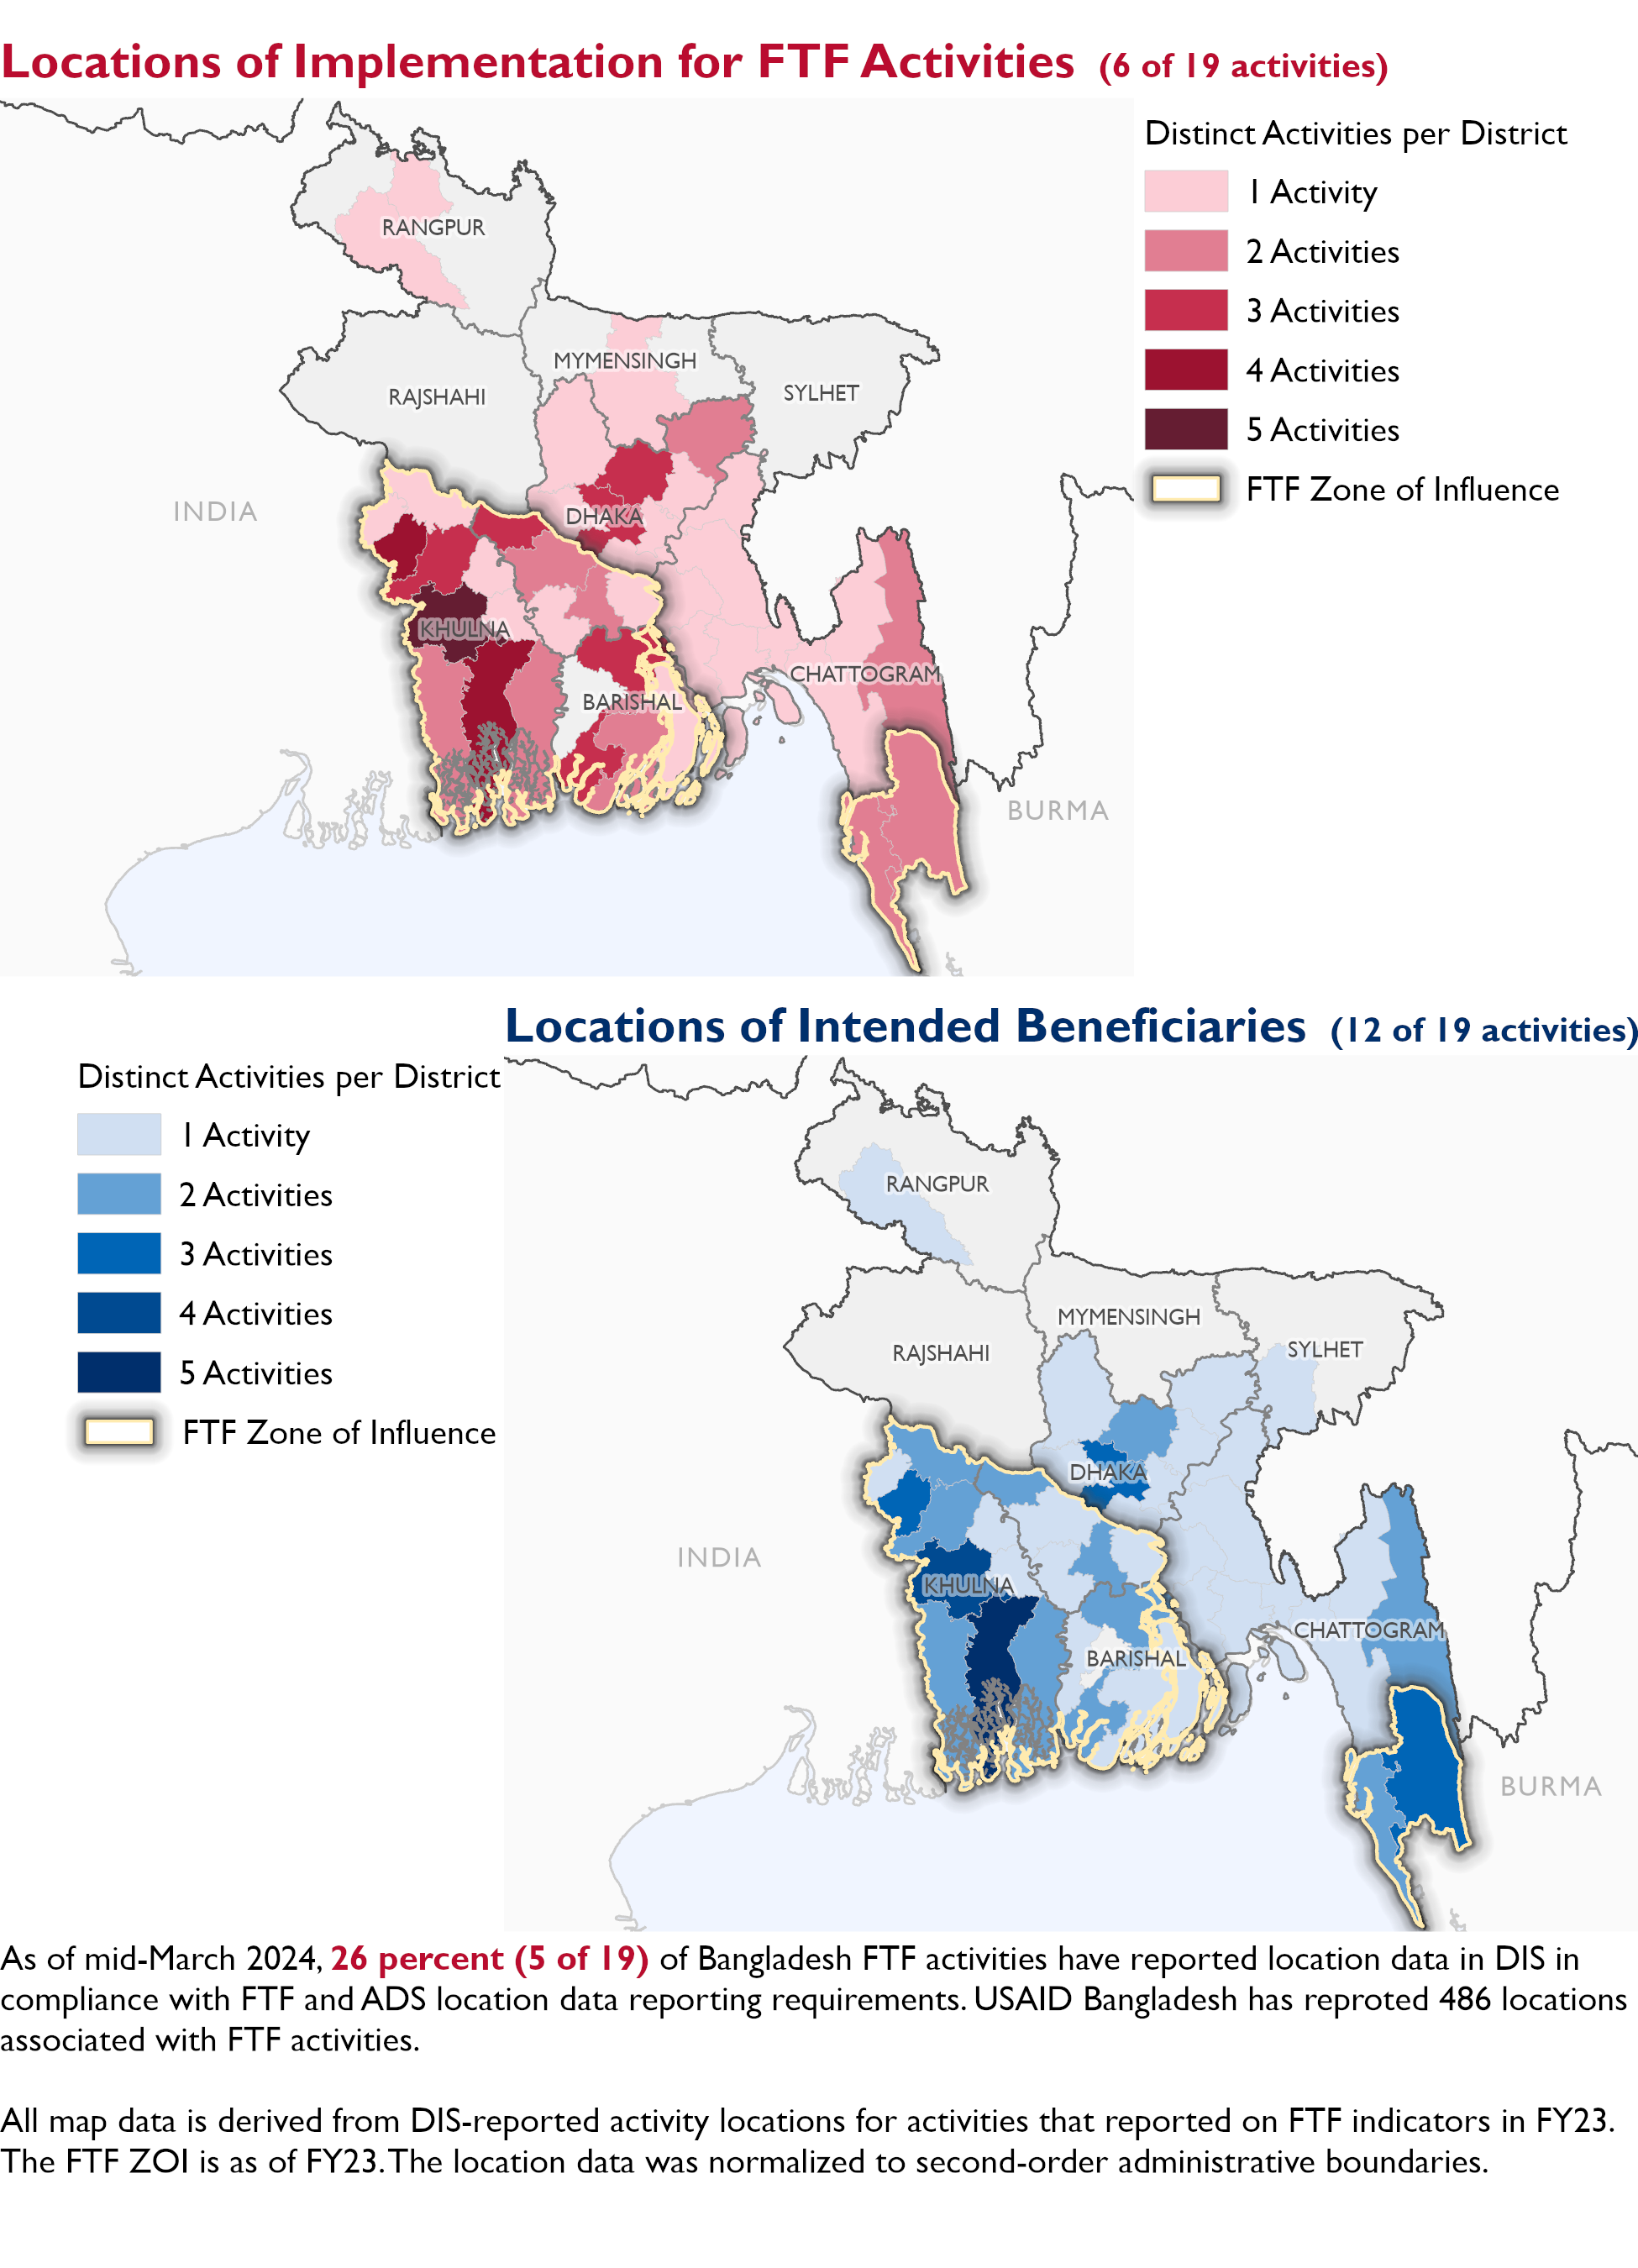 Locations of Implementation for FTF Activities (6 of 19 activities)
Distinct Activities per District
1 Activity
2 Activities
3 Activities
4 Activities
5 Activities
FTF Zone of Influence
RANGPUR
MYMENSINGH
RAJSHAHI
SYLHET
INDIA
DHAKA
KHULNA
CHATTOGRAM
BARISHAL
BURMA
Locations of Intended Beneficiaries (12 of 19 activities)
Distinct Activities per District
1 Activity
2 Activities
3 Activities
4 Activities
5 Activities
FTF Zone of Influence
RANGPUR
MYMENSINGH
RAJSHAHI
SYLHET
DHAKA
INDIA
KHULNA
CHATTOGRAM
BARISHAL
BURMA
As of mid-March 2024, 26 percent (5 of 19) of Bangladesh FTF activities have reported location data in DIS in
compliance with FTF and ADS location data reporting requirements. USAID Bangladesh has reproted 486 locations
associated with FTF activities.
All map data is derived from DIS-reported activity locations for activities that reported on FTF indicators in FY23.
The FTF ZOI is as of FY23. The location data was normalized to second-order administrative boundaries.